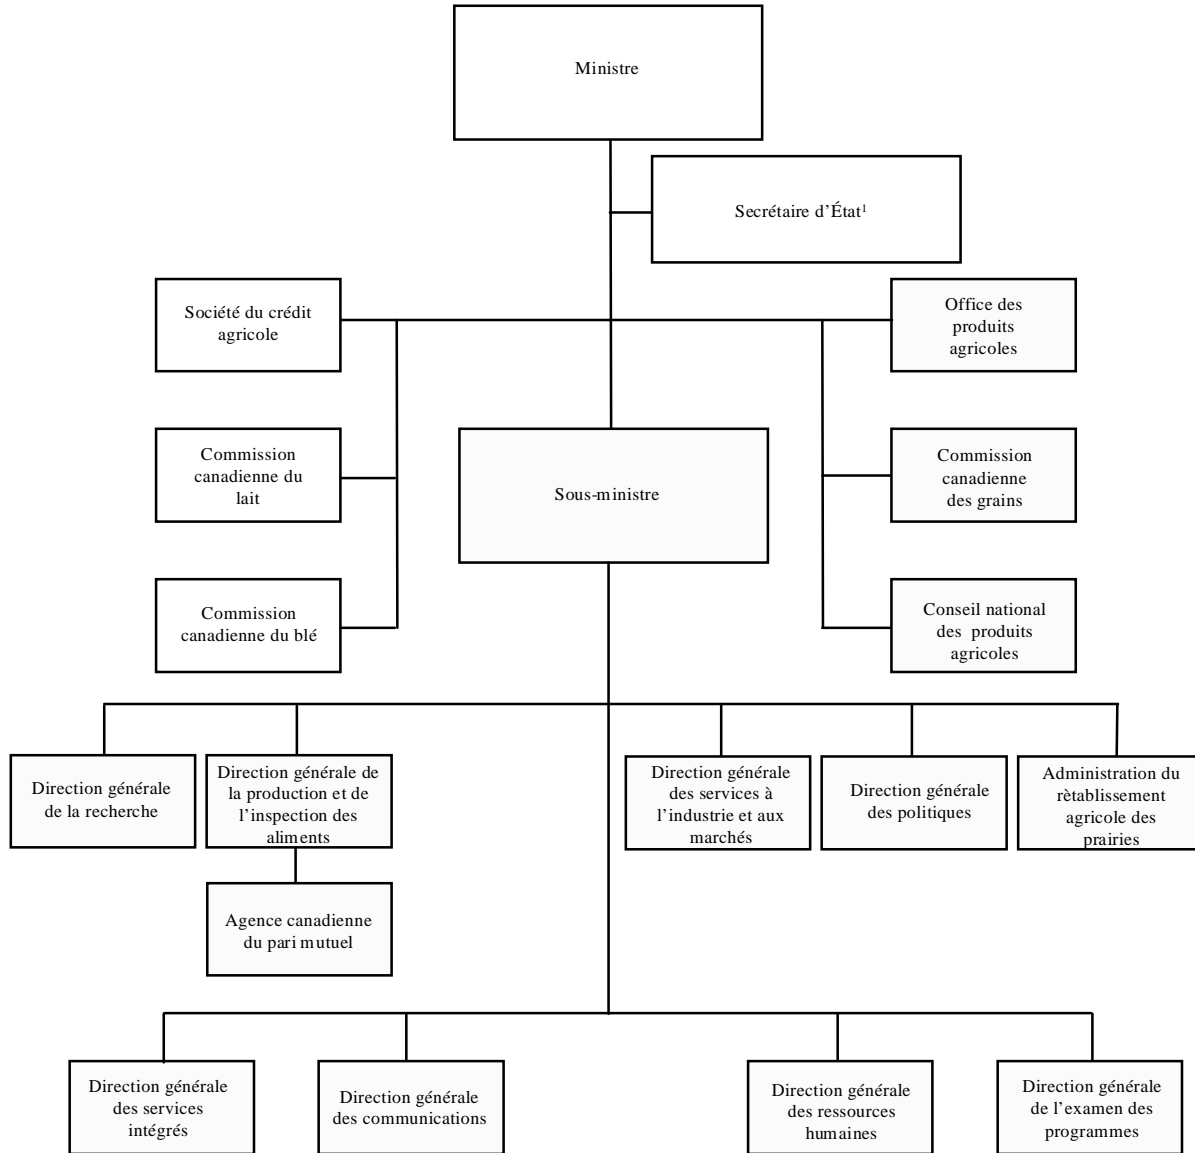 Ministre
Secrétaire d’État¹
Société du crédit
agricole
Office des
produits
agricoles
Commission
canadienne du
lait
Sous-ministre
Commission
canadienne
des grains
Commission
canadienne du blé
Conseil national
des produits
agricoles
Direction générale
de la recherche
Direction générale de
la production et de
l’inspection des
aliments
Direction générale
des services à
l’industrie et aux
marchés
Direction générale
des politiques
Administration du
rètablissement
agricole des
prairies
Agence canadienne
du pari mutuel
Direction générale
des services
intégrés
Direction générale
des communications
Direction générale
des ressources
humaines
Direction générale
de l’examen des
programmes